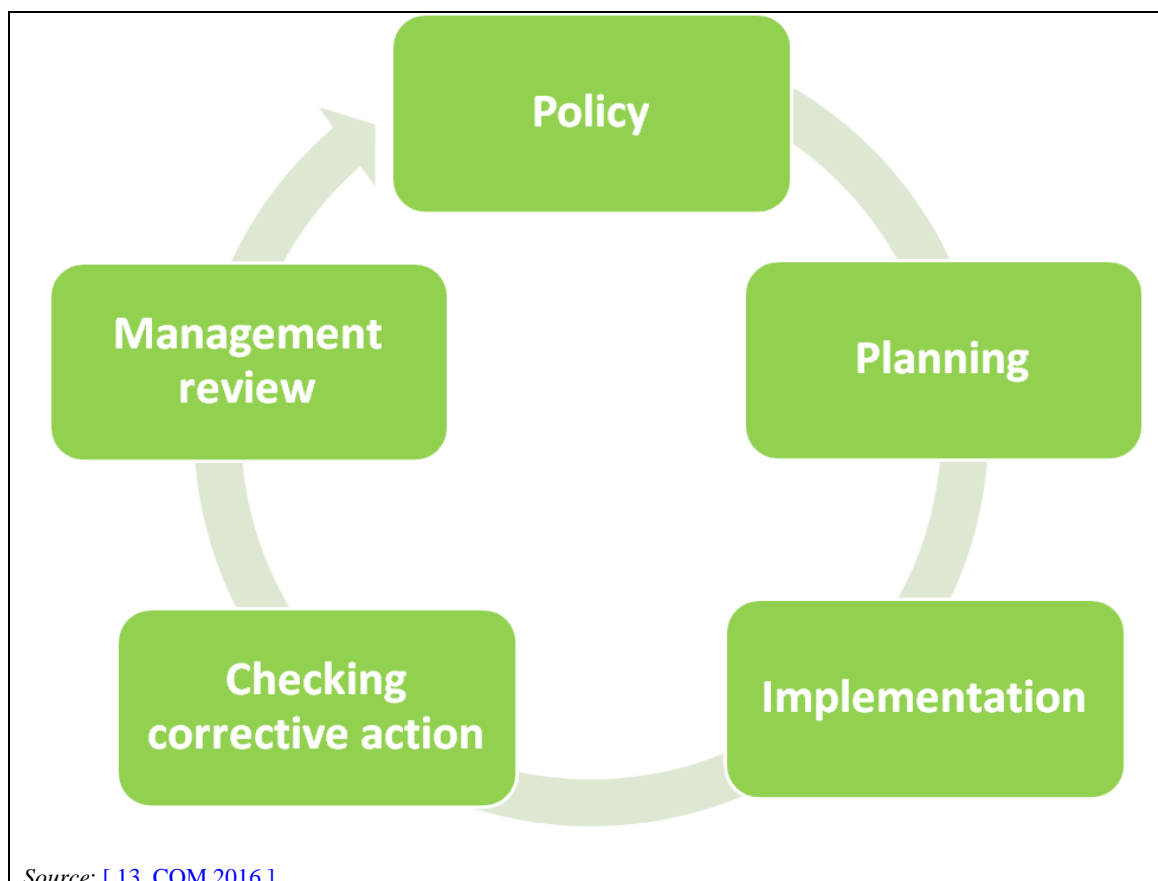 Policy
Planning
Implementation
Checking
corrective action
Management
review
Source: [ 13, COM 2016 ]